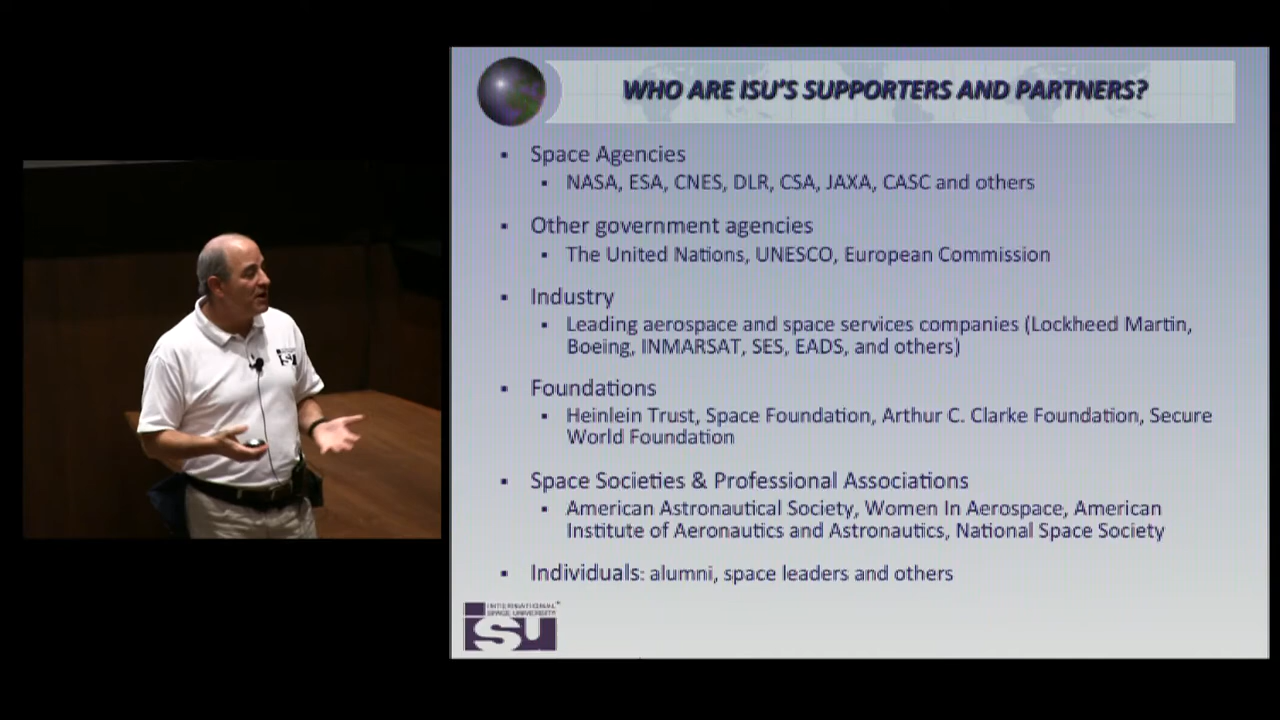 WHO ARE ISU'S SUPPORTERS AND PARTNERS?
Space Agencies
NASA, ESA, CNES, DLR, CSA, JAXA, CASC and others
Other government agencies
The United Nations, UNESCO, European Commission
Industry
Leading aerospace and space services companies (Lockheed Martin,
Boeing, INMARSAT, SES, EADS, and others)
Foundations
Heinlein Trust, Space Foundation, Arthur C. Clarke Foundation, Secure
World Foundation
Space Societies & Professional Associations
American Astronautical Society, Women In Aerospace, American
Institute of Aeronautics and Astronautics, National Space Society
Individuals: alumni, space leaders and others
INTERNATIONAL
SPACE UNIVERSITY
isu
isu